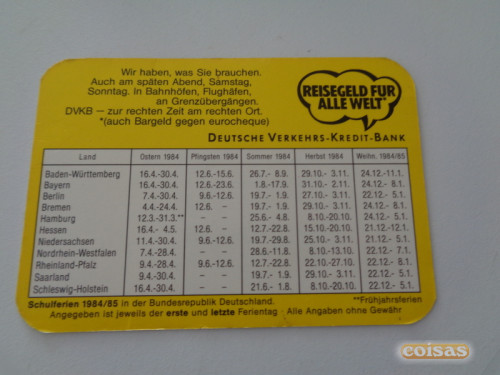 Wir haben, was Sie brauchen.
Auch am späten Abend, Samstag,
Sonntag. In Bahnhöfen, Flughäfen,
an Grenzübergängen.
DVKB – zur rechten Zeit am rechten Ort.
*(auch Bargeld gegen eurocheque)
REISEGELD FÜR
ALLE WELT*
DEUTSCHE VERKEHRS-KREDIT-BANK
Land Ostern 1984 Pfingsten 1984 Sommer 1984 Herbst 1984 Weihn. 1984/85
Baden-Württemberg 16.4.-30.4. 12.6.-15.6. 26.7.- 8.9. 29.10.- 3.11. 24.12.-11.1.
Bayern 16.4.-30.4. 12.6.-23.6. 1.8.-17.9. 31.10.- 3.11. 24.12.- 8.1.
Berlin 7.4.-30.4. 9.6.-12.6. 19.7.- 1.9. 27.10.- 3.11. 22.12.- 5.1.
Bremen 4.4.-24.4. 12.6. 19.7.- 1.9. 29.10.- 3.11. 24.12.- 8.1.
Hamburg 12.3.-31.3.** – – 25.6.- 4.8. 8.10.-20.10. 24.12.- 5.1.
Hessen 16.4.- 4.5. 12.6. 12.7.-22.8. 15.10.-20.10. 21.12.-12.1.
Niedersachsen 11.4.-30.4. 9.6.-12.6. 19.7.-29.8. 25.10.- 3.11. 21.12.- 5.1.
Nordrhein-Westfalen 7.4.-28.4. – – 28.6.-11.8. 8.10.-13.10. 22.12.- 7.1.
Rheinland-Pfalz 9.4.-28.4. 9.6.-12.6. 12.7.-22.8. 27.10.- 22.12.- 8.1.
Saarland 9.4.-30.4. – – 19.7.- 1.9. 29.10.- 22.12.- 8.1.
Schleswig-Holstein 16.4.-30.4. – – 21.6.- 1.8. 8.10.-20.10. 22.12.- 5.1.
**Frühjahrsferien
Schulferien 1984/85 in der Bundesrepublik Deutschland.
Angegeben ist jeweils der erste und letzte Ferientag · Alle Angaben ohne Gewähr
coisas